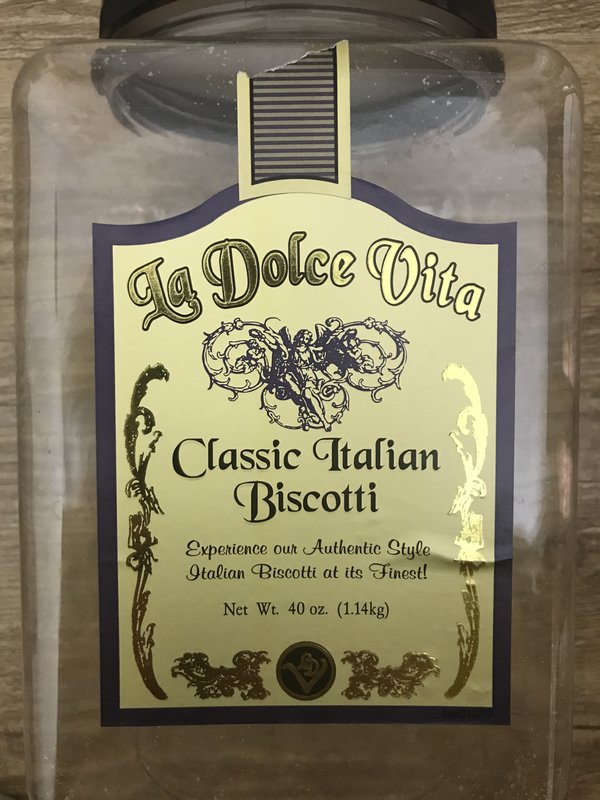 La Dolce Vita
Classic Italian
Biscotti
Experience our Authentic Style
Italian Biscotti at its Finest!
Net Wt. 40 oz. (1.14kg)